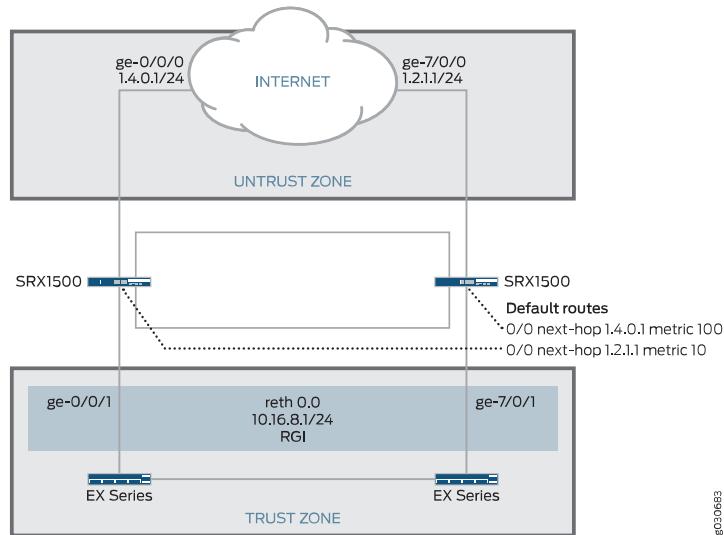 ge-0/0/0
1.4.0.1/24
INTERNET
ge-7/0/0
1.2.1.1/24
UNTRUST ZONE
SRX1500
SRX1500
Default routes
0/0 next-hop 1.4.0.1 metric 100
0/0 next-hop 1.2.1.1 metric 10
ge-0/0/1
reth 0.0
10.16.8.1/24
RGI
ge-7/0/1
EX Series
EX Series
TRUST ZONE
g030683